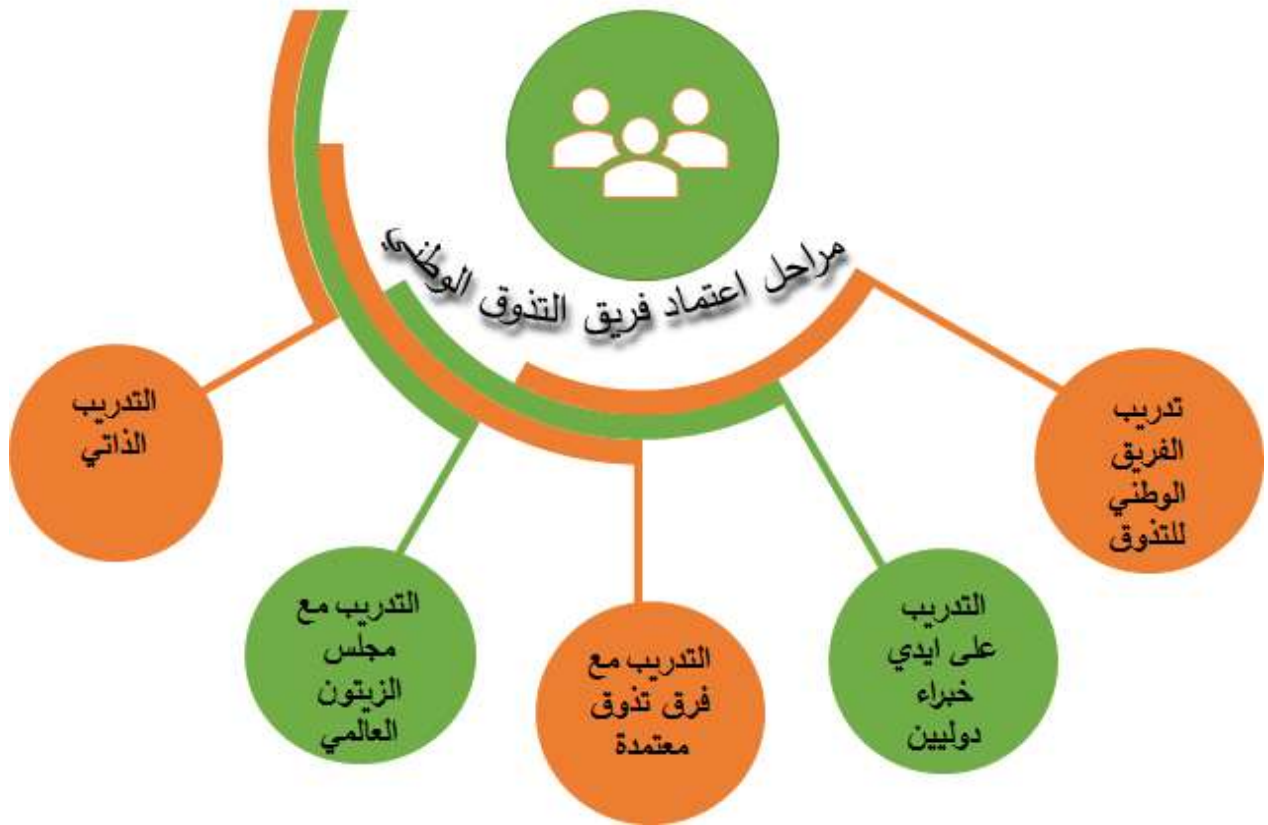 مراحل اعتماد فريق التذوق الوطني
تدريب
الفريق
الوطني
للتذوق
التدريب
على ايدي
خبراء
دوليين
التدريب مع
فرق تذوق
معتمدة
التدريب مع
مجلس
الزيتون
العالمي
التدريب
الذاتي